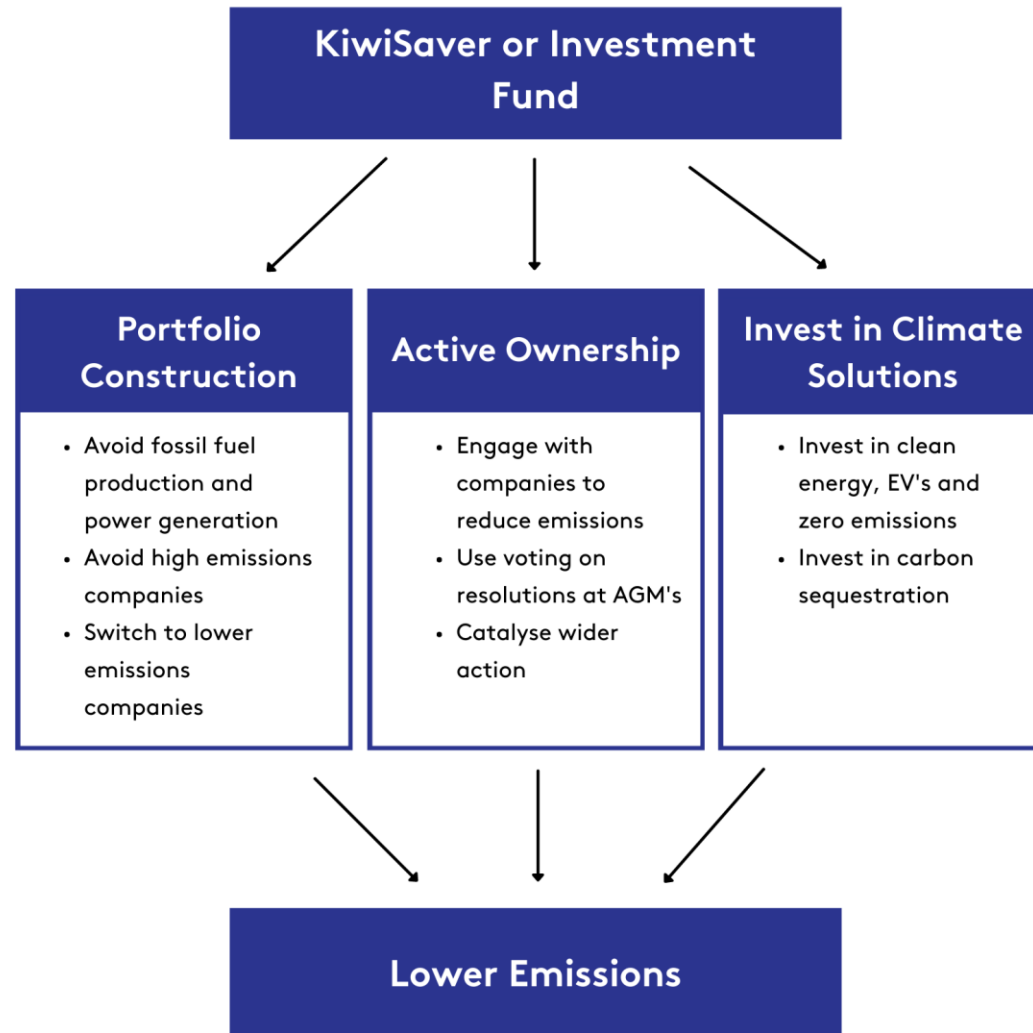 KiwiSaver or Investment
Fund
Portfolio
Construction
• Avoid fossil fuel
production and
power generation
• Avoid high emissions
companies
• Switch to lower
emissions
companies
Active Ownership
• Engage with
companies to
reduce emissions
• Use voting on
resolutions at AGM's
• Catalyse wider
action
Invest in Climate
Solutions
• Invest in clean
energy, EV's and
zero emissions
• Invest in carbon
sequestration
Lower Emissions